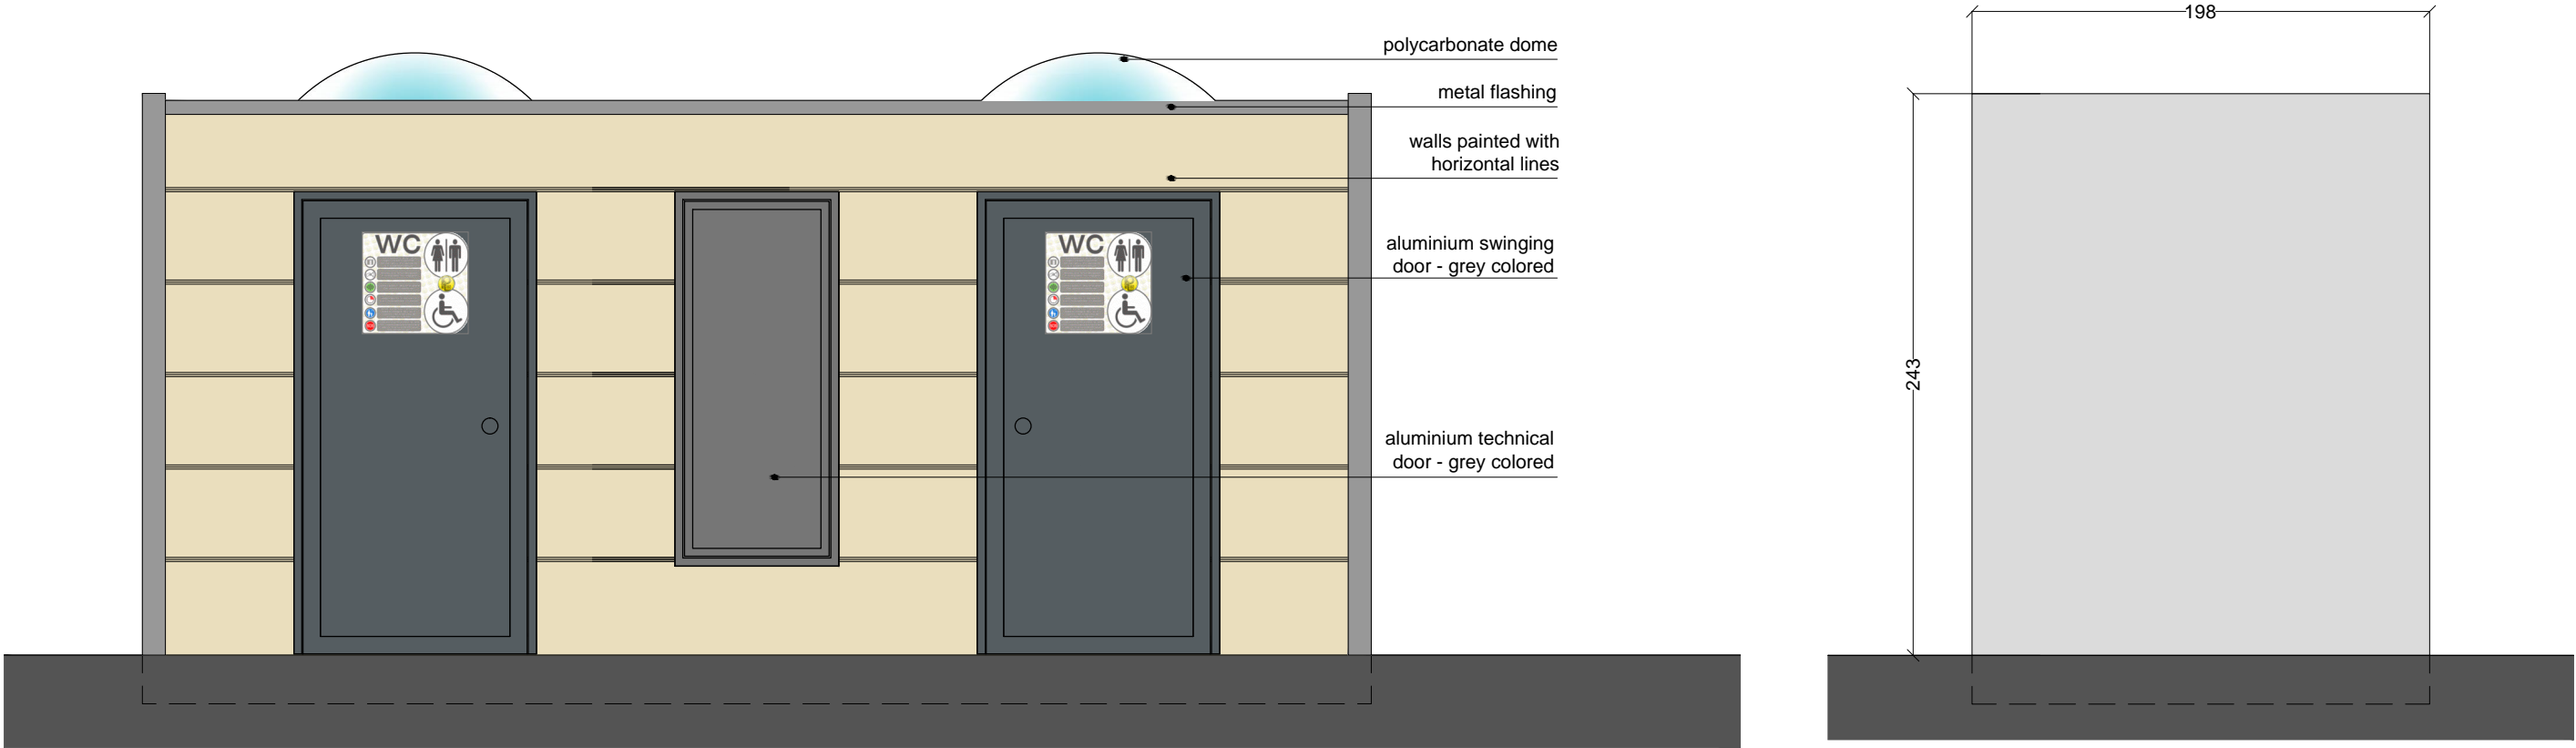 198
polycarbonate dome
metal flashing
walls painted with
horizontal lines
WC
WC
aluminium swinging
door - grey colored
243
aluminium technical
door - grey colored